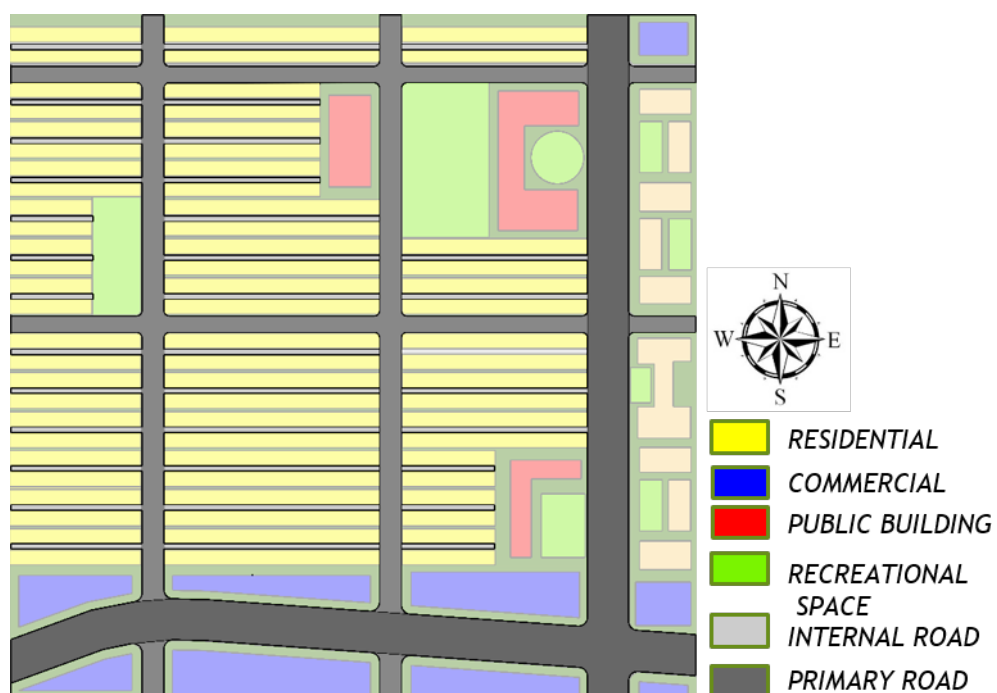 N
W E
S
RESIDENTIAL
COMMERCIAL
PUBLIC BUILDING
RECREATIONAL
SPACE
INTERNAL ROAD
PRIMARY ROAD